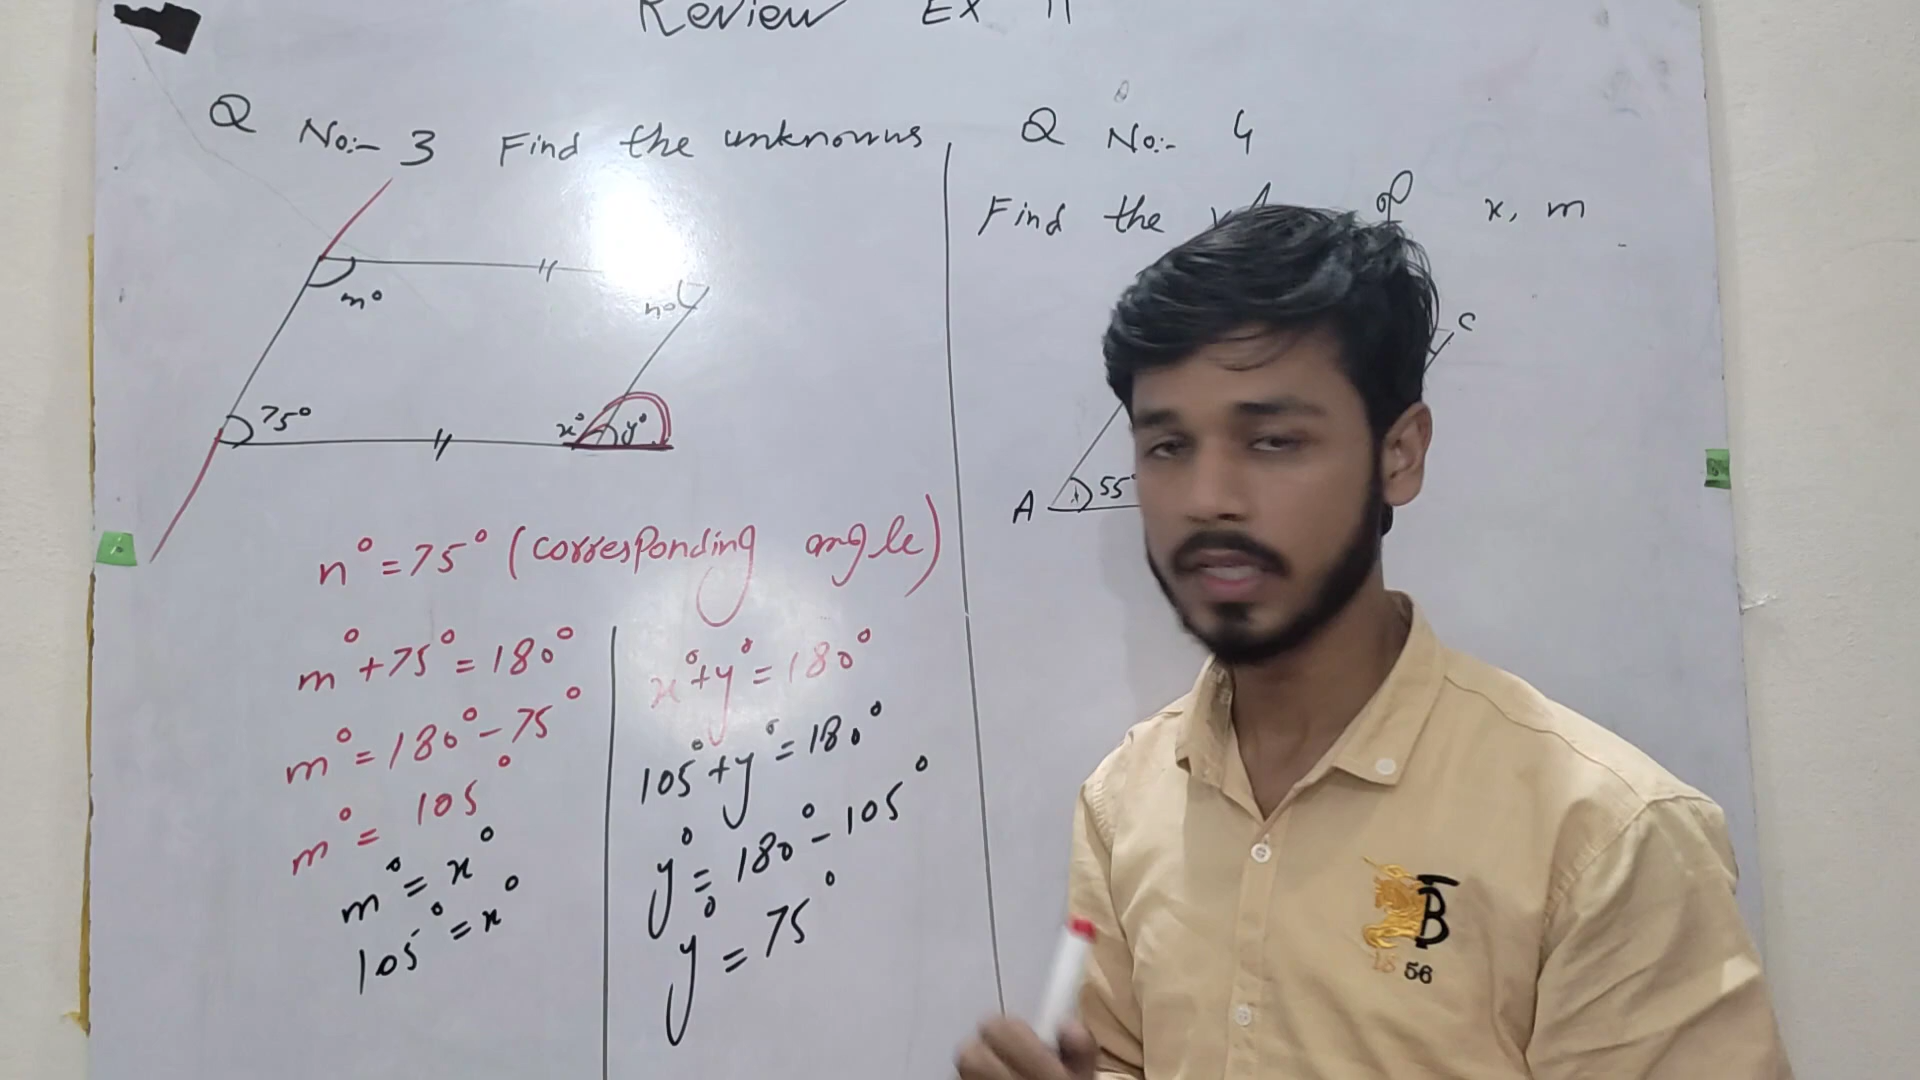 Review Ex 11
Q No:- 3 Find the unknowns
m°
n°
75°
x°
y°
n° = 75° (corresponding angle)
m° + 75° = 180°
m° = 180° - 75°
m° = 105°
m° = x°
105° = x°
x° + y° = 180°
105° + y° = 180°
y° = 180° - 105°
y° = 75°
Q No:- 4
Find the of x, m
C
A
55°
B
1856